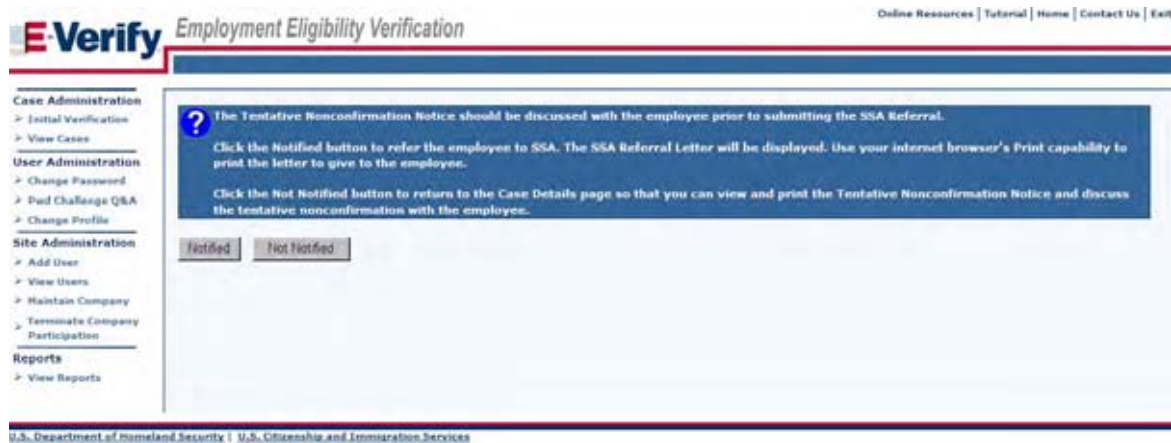 Online Resources | Tutorial | Home | Contact Us | Exit
E-Verify Employment Eligibility Verification
Case Administration
Initial Verification
View Cases
User Administration
Change Password
Pwd Challenge Q&A
Change Profile
Site Administration
Add User
View Users
Maintain Company
Terminate Company
Participation
Reports
View Reports
? The Tentative Nonconfirmation Notice should be discussed with the employee prior to submitting the SSA Referral.
Click the Notified button to refer the employee to SSA. The SSA Referral Letter will be displayed. Use your internet browser's Print capability to
print the letter to give to the employee.
Click the Not Notified button to return to the Case Details page so that you can view and print the Tentative Nonconfirmation Notice and discuss
the tentative nonconfirmation with the employee.
Notified Not Notified
U.S. Department of Homeland Security | U.S. Citizenship and Immigration Services